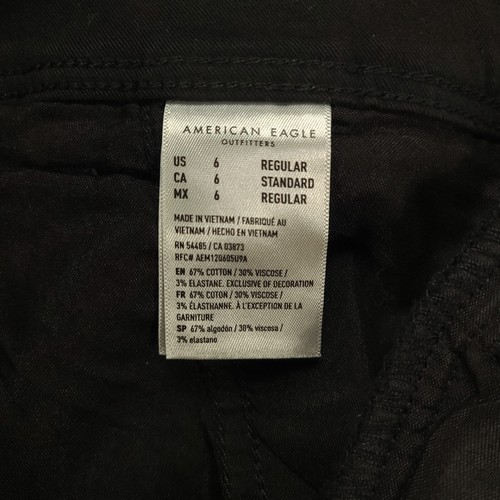 AMERICAN EAGLE
OUTFITTERS
US 6 REGULAR
CA 6 STANDARD
MX 6 REGULAR
MADE IN VIETNAM / FABRIQUÉ AU
VIETNAM / HECHO EN VIETNAM
RN 54485 / CA 03873
RFC# AEM120605U9A
EN 67% COTTON / 30% VISCOSE /
3% ELASTANE. EXCLUSIVE OF DECORATION
FR 67% COTON / 30% VISCOSE /
3% ÉLASTHANNE. À L'EXCEPTION DE LA
GARNITURE
SP 67% algodón / 30% viscosa /
3% elastano